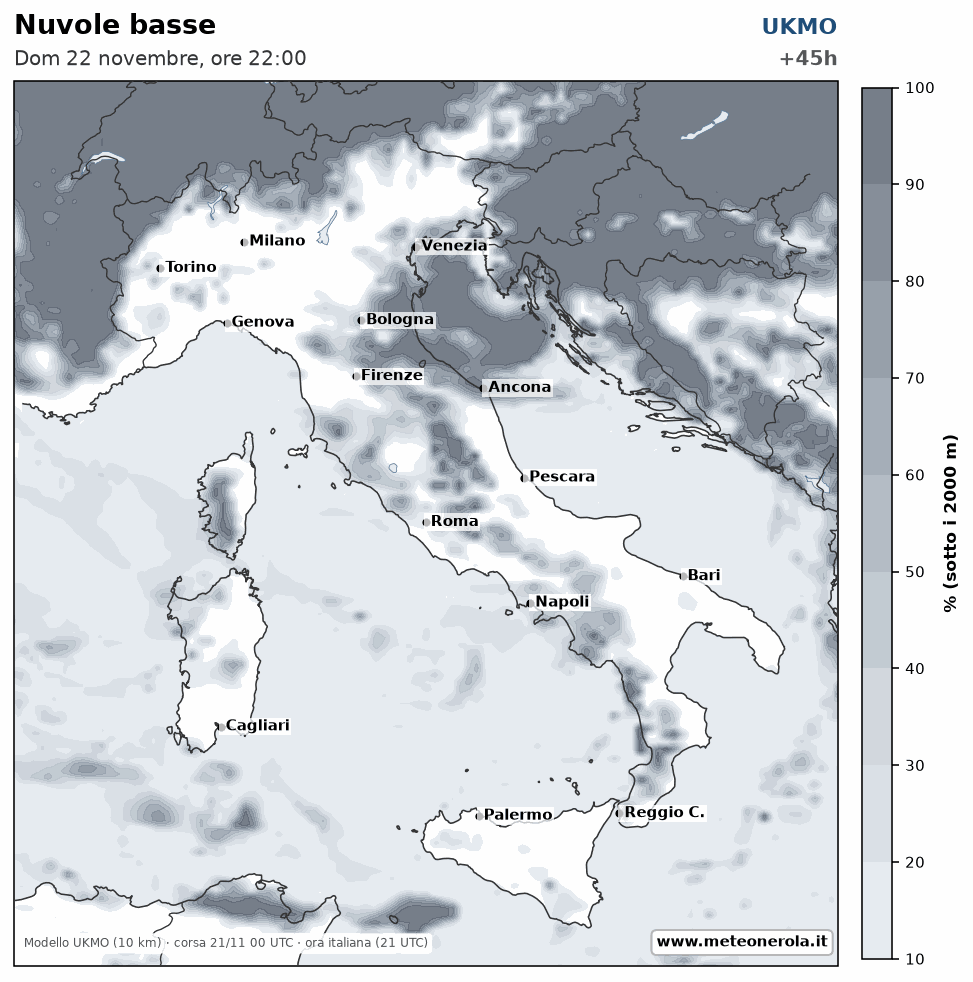 Nuvole basse
UKMO
Dom 22 novembre, ore 22:00
+45h
Milano
Venezia
Torino
Genova
Bologna
Firenze
Ancona
Pescara
Roma
Bari
Napoli
Cagliari
Palermo
Reggio C.
100
90
80
70
60
50
40
30
20
10
% (sotto i 2000 m)
Modello UKMO (10 km) · corsa 21/11 00 UTC · ora italiana (21 UTC)
www.meteonerola.it